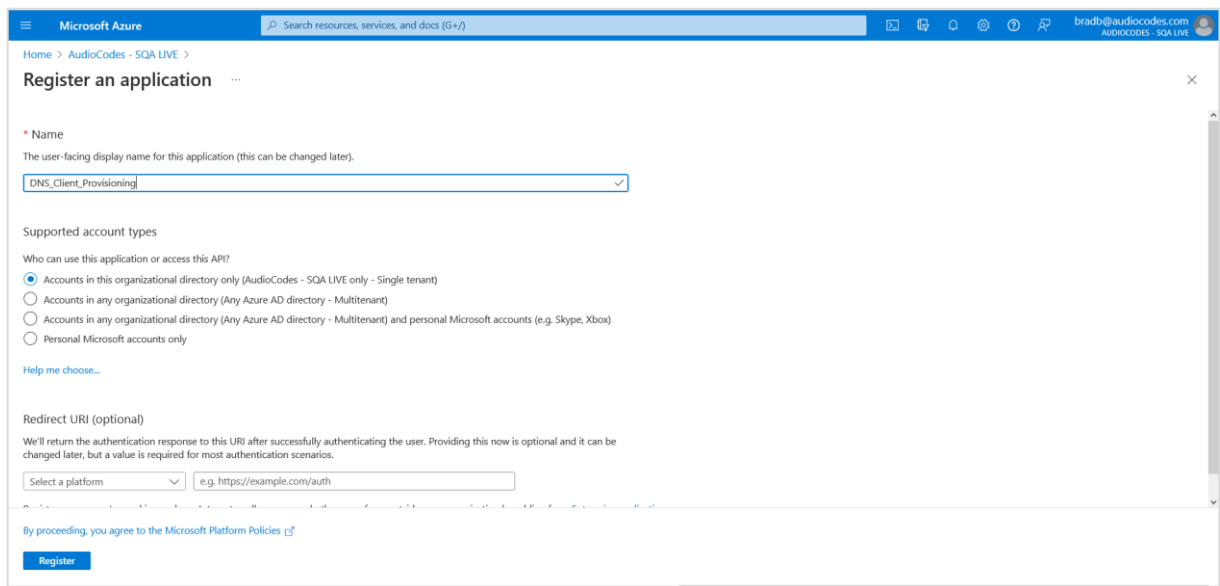 Microsoft Azure
Search resources, services, and docs (G+/)
bradb@audiocodes.com
AUDIOCODES - SQA LIVE
Home > AudioCodes - SQA LIVE >
Register an application ...
* Name
The user-facing display name for this application (this can be changed later).
DNS_Client_Provisioning
Supported account types
Who can use this application or access this API?
Accounts in this organizational directory only (AudioCodes - SQA LIVE only - Single tenant)
Accounts in any organizational directory (Any Azure AD directory - Multitenant)
Accounts in any organizational directory (Any Azure AD directory - Multitenant) and personal Microsoft accounts (e.g. Skype, Xbox)
Personal Microsoft accounts only
Help me choose...
Redirect URI (optional)
We'll return the authentication response to this URI after successfully authenticating the user. Providing this now is optional and it can be
changed later, but a value is required for most authentication scenarios.
Select a platform
e.g. https://example.com/auth
By proceeding, you agree to the Microsoft Platform Policies
Register